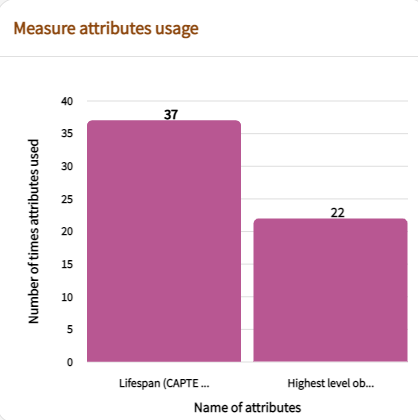 Measure attributes usage
Number of times attributes used
40
35
30
25
20
15
10
5
0
37
22
Lifespan (CAPTE ...
Highest level ob...
Name of attributes